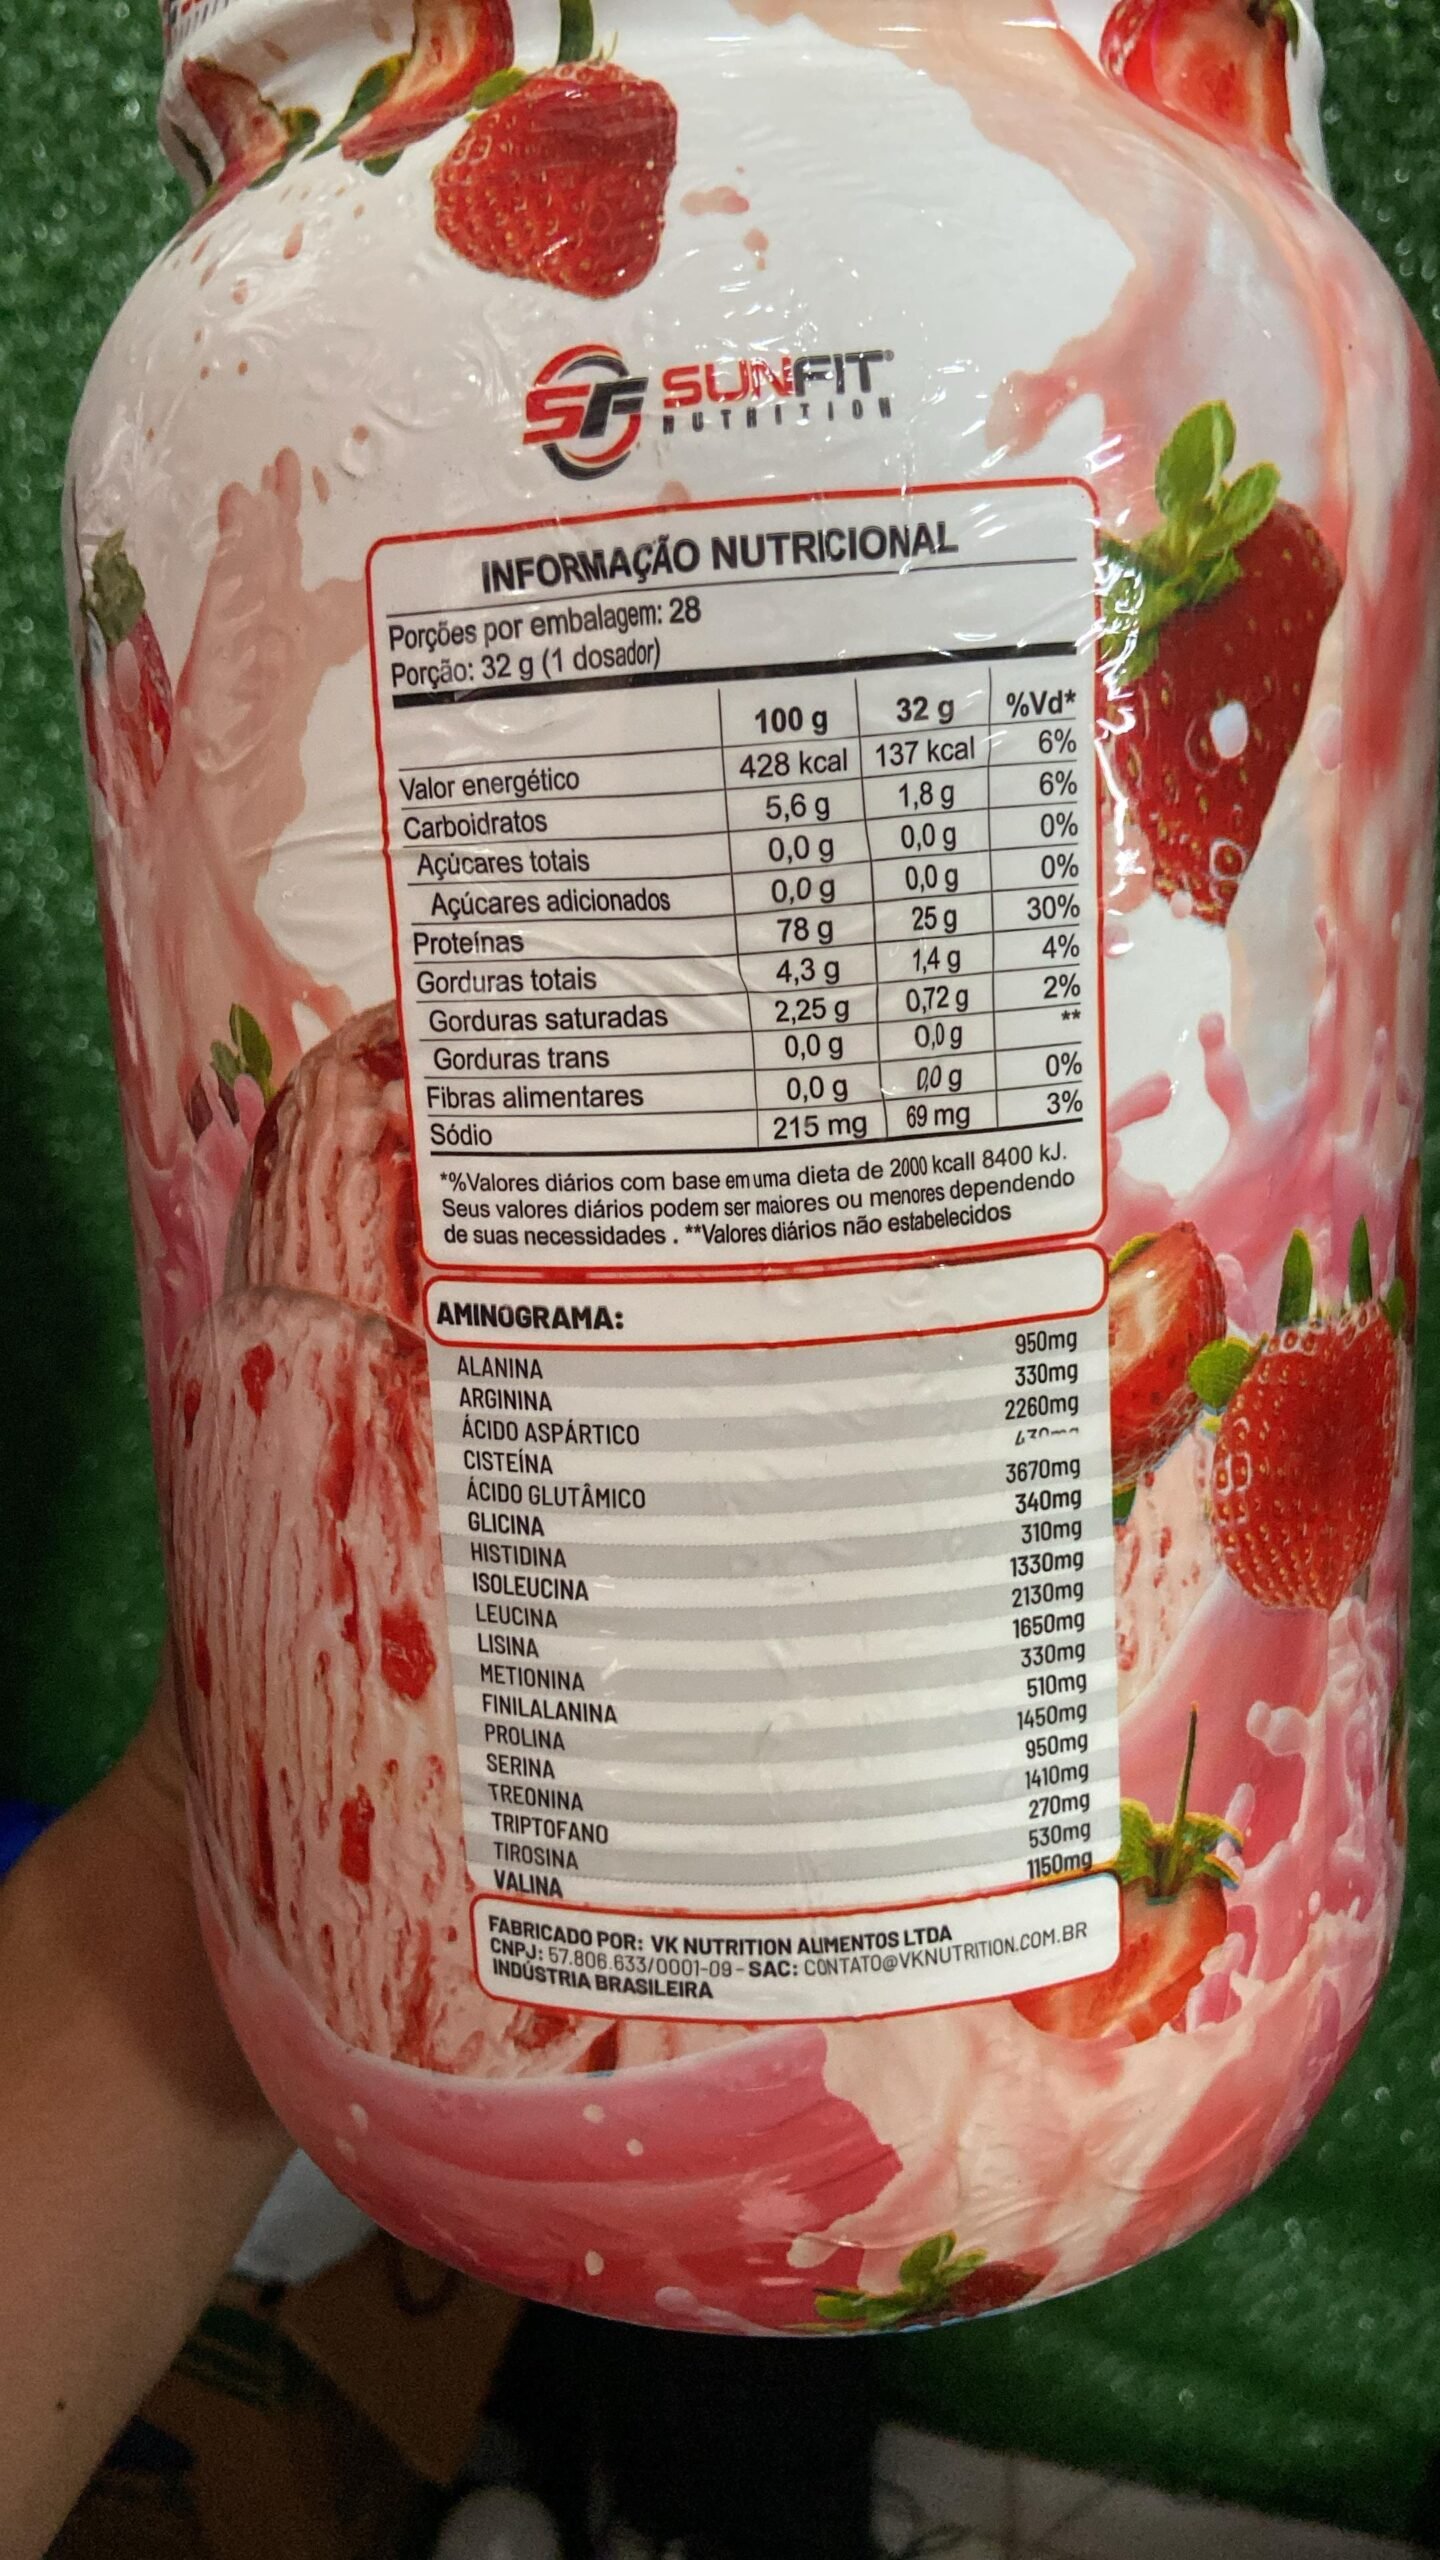 SF SUNFIT
NUTRITION
INFORMAÇÃO NUTRICIONAL
Porções por embalagem: 28
Porção: 32 g (1 dosador)
100 g 32 g %Vd*
Valor energético 428 kcal 137 kcal 6%
Carboidratos 5,6 g 1,8 g 6%
Açúcares totais 0,0 g 0,0 g 0%
Açúcares adicionados 0,0 g 0,0 g 0%
Proteínas 78 g 25 g 30%
Gorduras totais 4,3 g 1,4 g 4%
Gorduras saturadas 2,25 g 0,72 g 2%
Gorduras trans 0,0 g 0,0 g **
Fibras alimentares 0,0 g 0,0 g 0%
Sódio 215 mg 69 mg 3%
*%Valores diários com base em uma dieta de 2000 kcall 8400 kJ.
Seus valores diários podem ser maiores ou menores dependendo
de suas necessidades . **Valores diários não estabelecidos
AMINOGRAMA:
ALANINA 950mg
ARGININA 330mg
ÁCIDO ASPÁRTICO 2260mg
CISTEÍNA
ÁCIDO GLUTÂMICO 3670mg
GLICINA 340mg
HISTIDINA 310mg
ISOLEUCINA 1330mg
LEUCINA 2130mg
LISINA 1650mg
METIONINA 330mg
FINILALANINA 510mg
PROLINA 1450mg
SERINA 950mg
TREONINA 1410mg
TRIPTOFANO 270mg
TIROSINA 530mg
VALINA 1150mg
FABRICADO POR: VK NUTRITION ALIMENTOS LTDA
CNPJ: 57.806.633/0001-09 - SAC: CONTATO@VKNUTRITION.COM.BR
INDÚSTRIA BRASILEIRA